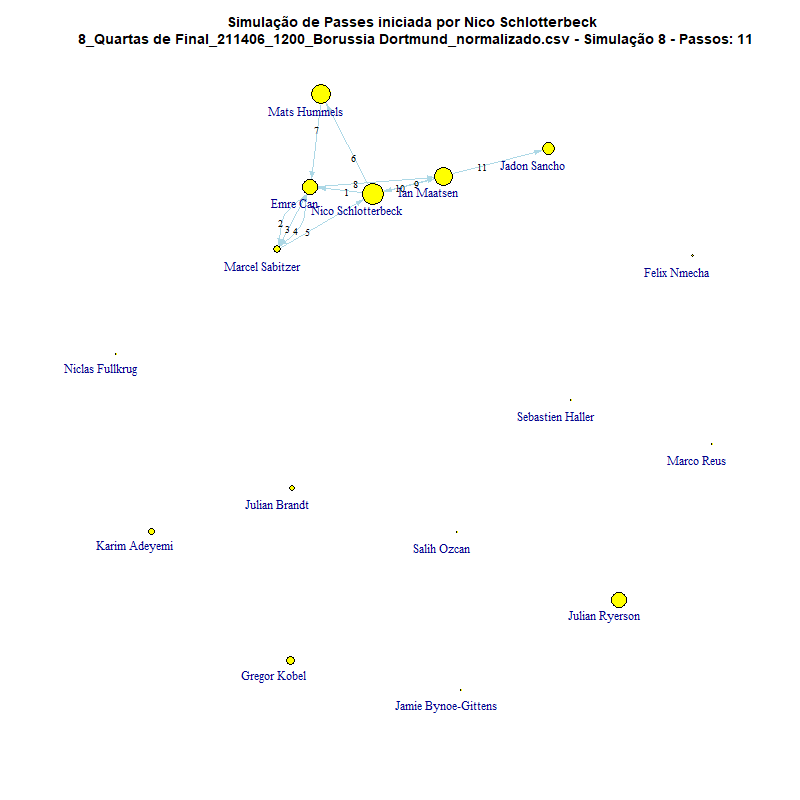 Simulação de Passes iniciada por Nico Schlotterbeck
8_Quartas de Final_211406_1200_Borussia Dortmund_normalizado.csv - Simulação 8 - Passos: 11
Mats Hummels
7
6
11
Jadon Sancho
8
10
9
1
Ian Maatsen
Emre Can
Nico Schlotterbeck
2
3
4
5
Marcel Sabitzer
Felix Nmecha
Niclas Fullkrug
Sebastien Haller
Marco Reus
Julian Brandt
Karim Adeyemi
Salih Ozcan
Julian Ryerson
Gregor Kobel
Jamie Bynoe-Gittens